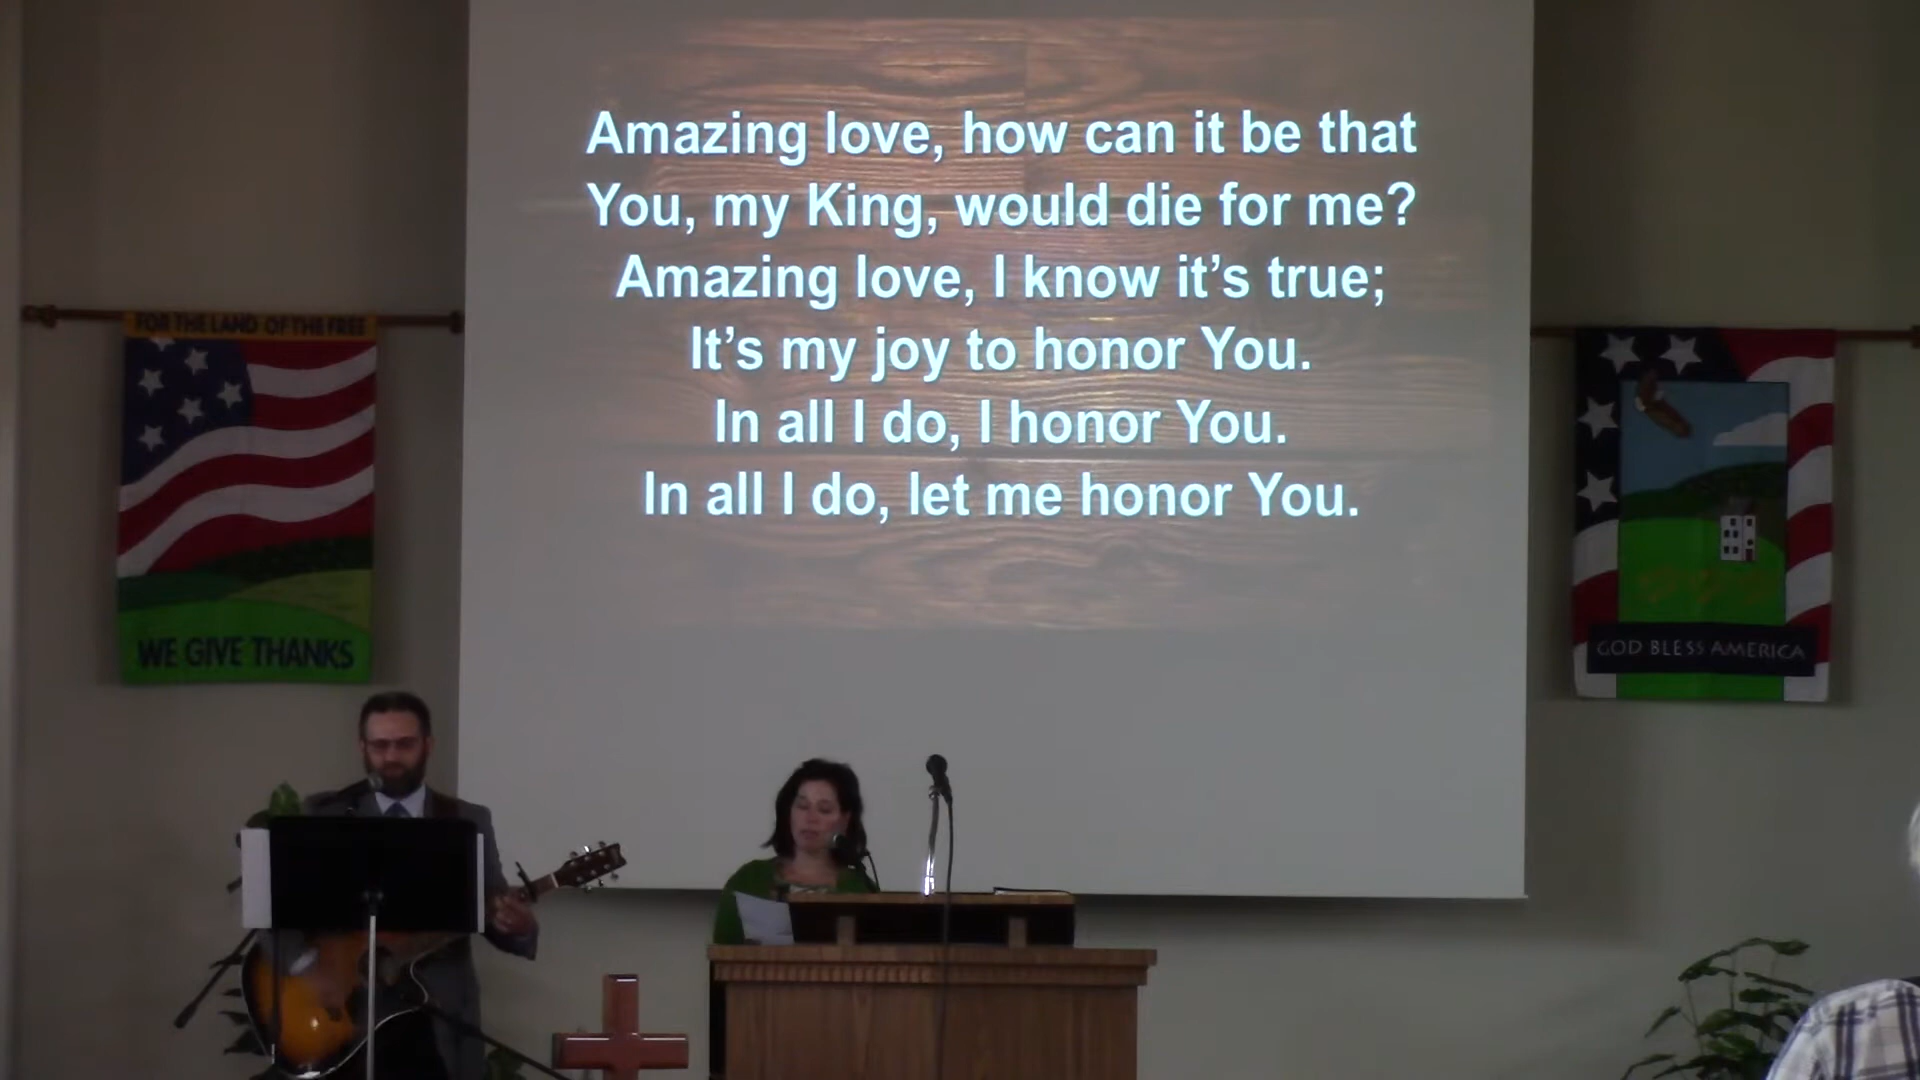 Amazing love, how can it be that
You, my King, would die for me?
Amazing love, I know it’s true;
It’s my joy to honor You.
In all I do, I honor You.
In all I do, let me honor You.
FOR THE LAND OF THE FREE
WE GIVE THANKS
GOD BLESS AMERICA